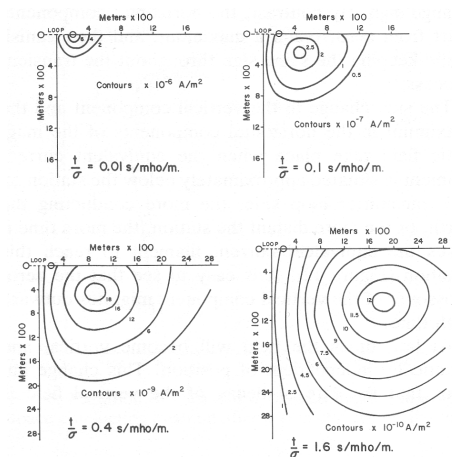 Meters x 100
LOOP 4 8 12 16
Meters x 100
4
8
12
16
6 4 2
Contours x 10⁻⁶ A/m²
t/σ = 0.01 s/mho/m.
Meters x 100
LOOP 4 8 12 16
Meters x 100
4
8
12
16
2.5 2 1 0.5
Contours x 10⁻⁷ A/m²
t/σ = 0.1 s/mho/m.
Meters x 100
LOOP 4 8 12 16 20 24 28
Meters x 100
4
8
12
16
20
24
28
18 16 12 6 2
Contours x 10⁻⁹ A/m²
t/σ = 0.4 s/mho/m.
Meters x 100
LOOP 4 8 12 16 20 24 28
Meters x 100
4
8
12
16
20
24
28
12 11.5 10 9 7.5 6 4.5 2.5 1
Contours x 10⁻¹⁰ A/m²
t/σ = 1.6 s/mho/m.